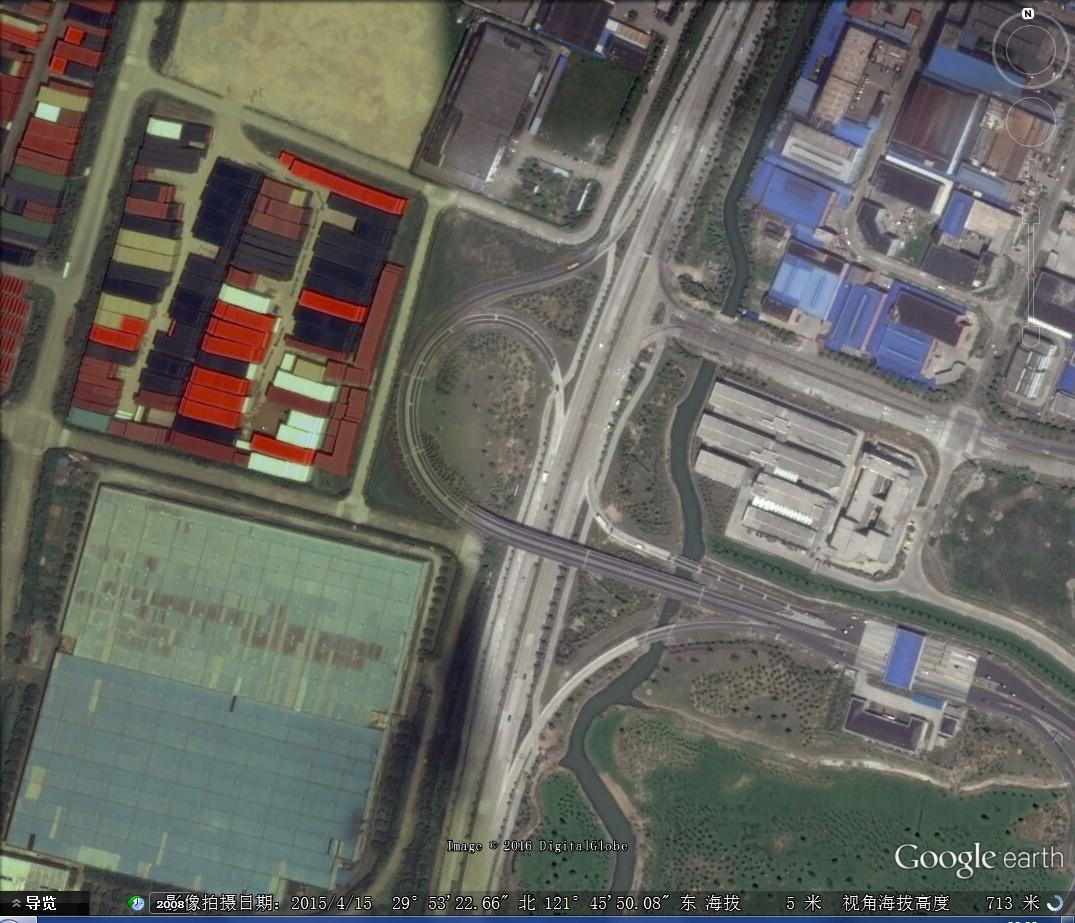 N
Image © 2016 DigitalGlobe
Google earth
导览 2008 影像拍摄日期: 2015/4/15 29° 53'22.66" 北 121° 45'50.08" 东 海拔 5 米 视角海拔高度 713 米